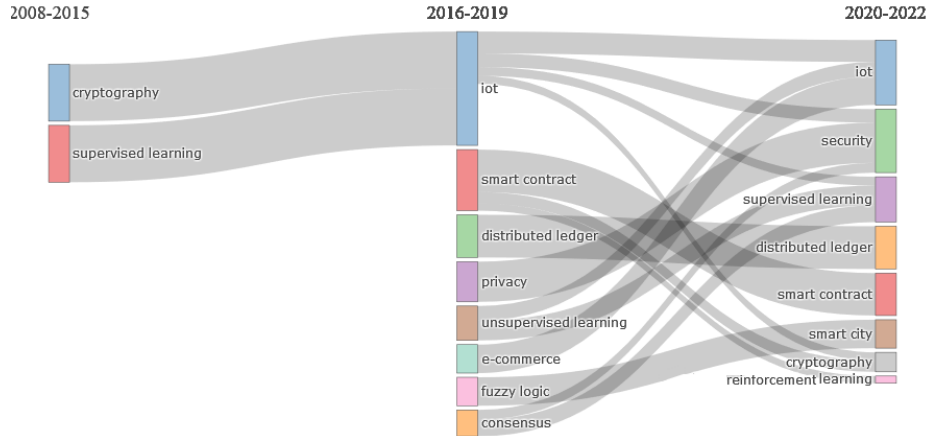 2008-2015
2016-2019
2020-2022
cryptography
supervised learning
iot
smart contract
distributed ledger
privacy
unsupervised learning
e-commerce
fuzzy logic
consensus
iot
security
supervised learning
distributed ledger
smart contract
smart city
cryptography
reinforcement learning